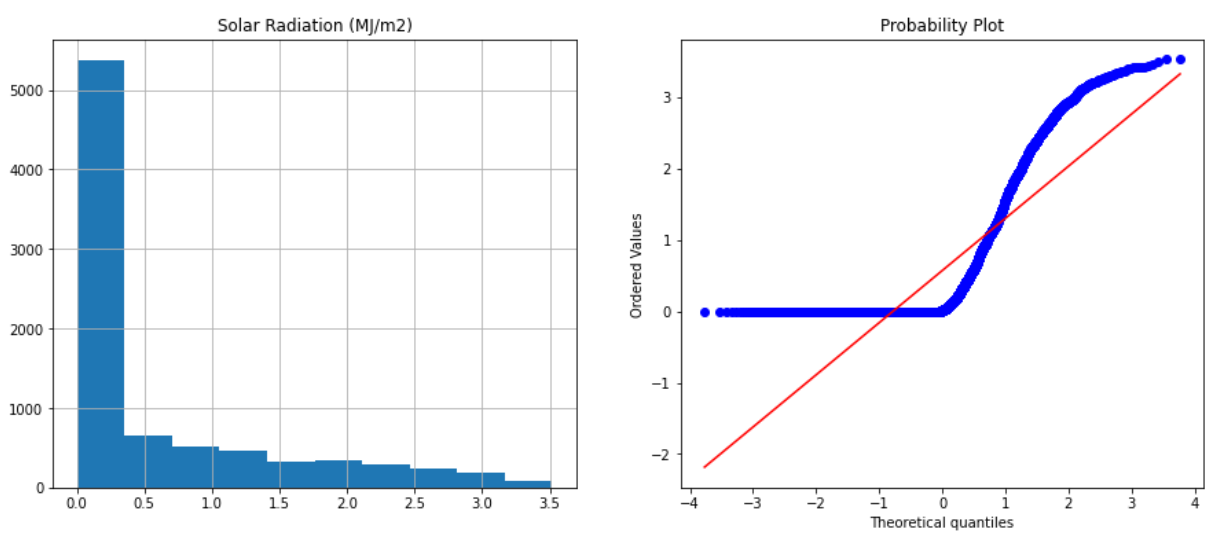 Solar Radiation (MJ/m2)
5000
4000
3000
2000
1000
0
0.0 0.5 1.0 1.5 2.0 2.5 3.0 3.5
Probability Plot
Ordered Values
3
2
1
0
−1
−2
−4 −3 −2 −1 0 1 2 3 4
Theoretical quantiles